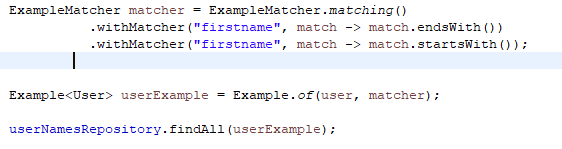 ExampleMatcher matcher = ExampleMatcher.matching()
.withMatcher("firstname", match -> match.endsWith())
.withMatcher("firstname", match -> match.startsWith());
Example<User> userExample = Example.of(user, matcher);
userNamesRepository.findAll(userExample);